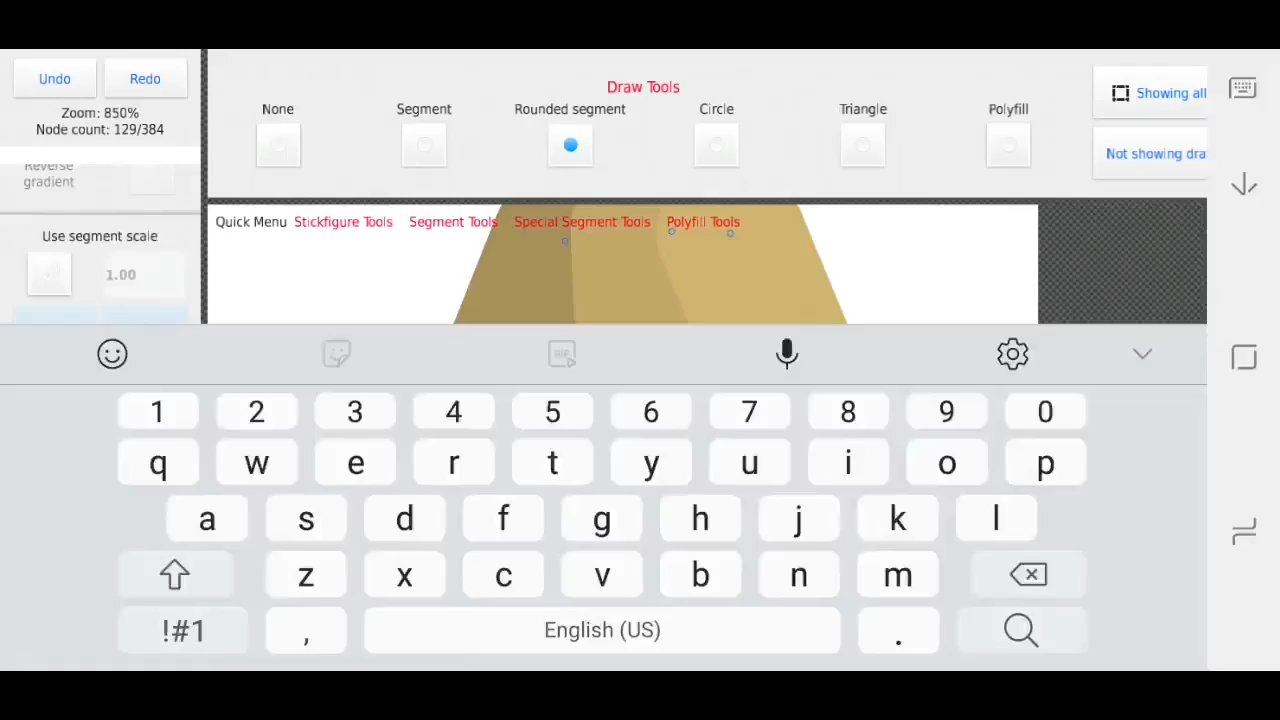 Undo Redo
Zoom: 850%
Node count: 129/384
Reverse
gradient
Use segment scale
1.00
Draw Tools
None Segment Rounded segment Circle Triangle Polyfill
Showing all
Not showing dra
Quick Menu Stickfigure Tools Segment Tools Special Segment Tools Polyfill Tools
GIF
1 2 3 4 5 6 7 8 9 0
q w e r t y u i o p
a s d f g h j k l
z x c v b n m
!#1 , English (US) .